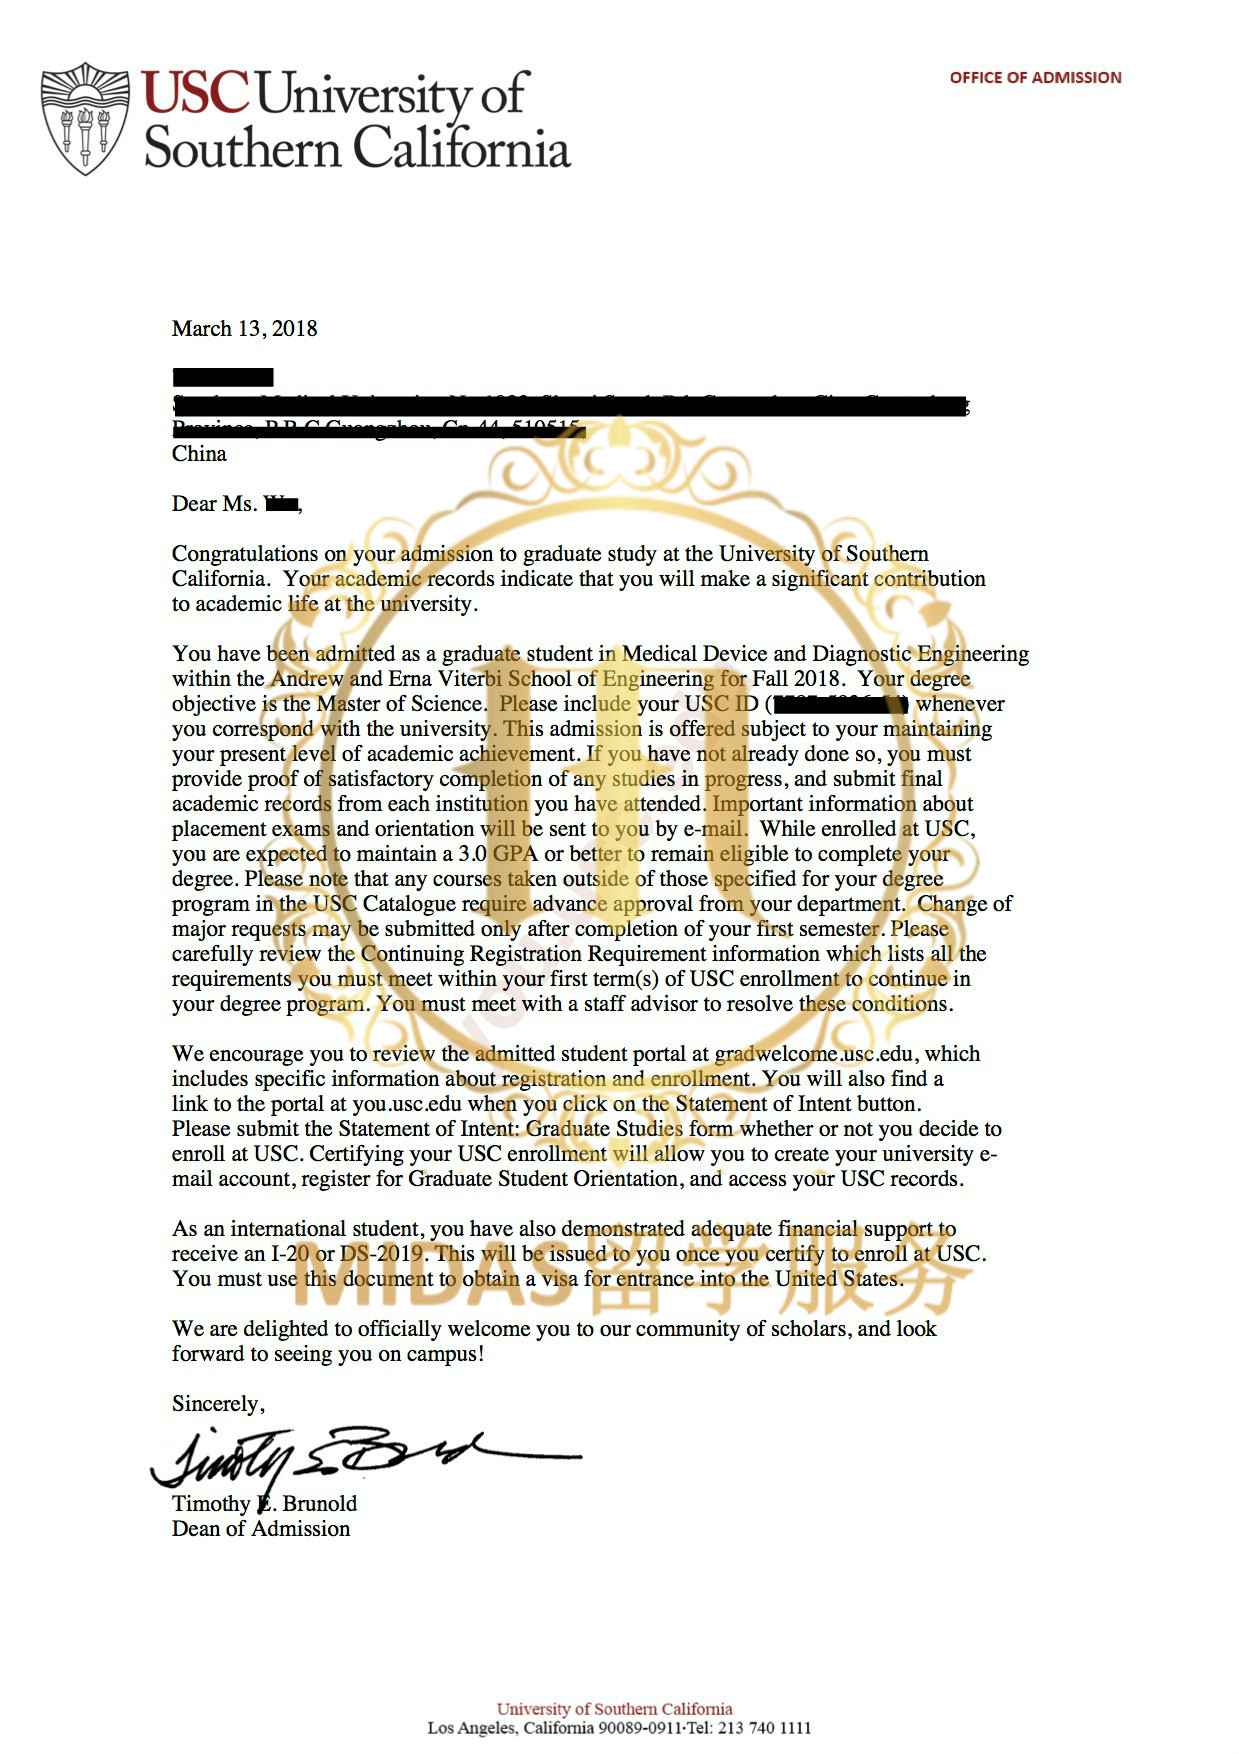 USC University of
Southern California
OFFICE OF ADMISSION
March 13, 2018
China
Dear Ms.
Congratulations on your admission to graduate study at the University of Southern
California.  Your academic records indicate that you will make a significant contribution
to academic life at the university.
You have been admitted as a graduate student in Medical Device and Diagnostic Engineering
within the Andrew and Erna Viterbi School of Engineering for Fall 2018.  Your degree
objective is the Master of Science.  Please include your USC ID ( ) whenever
you correspond with the university. This admission is offered subject to your maintaining
your present level of academic achievement. If you have not already done so, you must
provide proof of satisfactory completion of any studies in progress, and submit final
academic records from each institution you have attended. Important information about
placement exams and orientation will be sent to you by e-mail.  While enrolled at USC,
you are expected to maintain a 3.0 GPA or better to remain eligible to complete your
degree. Please note that any courses taken outside of those specified for your degree
program in the USC Catalogue require advance approval from your department.  Change of
major requests may be submitted only after completion of your first semester. Please
carefully review the Continuing Registration Requirement information which lists all the
requirements you must meet within your first term(s) of USC enrollment to continue in
your degree program. You must meet with a staff advisor to resolve these conditions.
We encourage you to review the admitted student portal at gradwelcome.usc.edu, which
includes specific information about registration and enrollment. You will also find a
link to the portal at you.usc.edu when you click on the Statement of Intent button.
Please submit the Statement of Intent: Graduate Studies form whether or not you decide to
enroll at USC. Certifying your USC enrollment will allow you to create your university e-
mail account, register for Graduate Student Orientation, and access your USC records.
As an international student, you have also demonstrated adequate financial support to
receive an I-20 or DS-2019. This will be issued to you once you certify to enroll at USC.
You must use this document to obtain a visa for entrance into the United States.
MIDAS留学服务
We are delighted to officially welcome you to our community of scholars, and look
forward to seeing you on campus!
Sincerely,
Timothy E. Brunold
Timothy E. Brunold
Dean of Admission
University of Southern California
Los Angeles, California 90089-0911·Tel: 213 740 1111